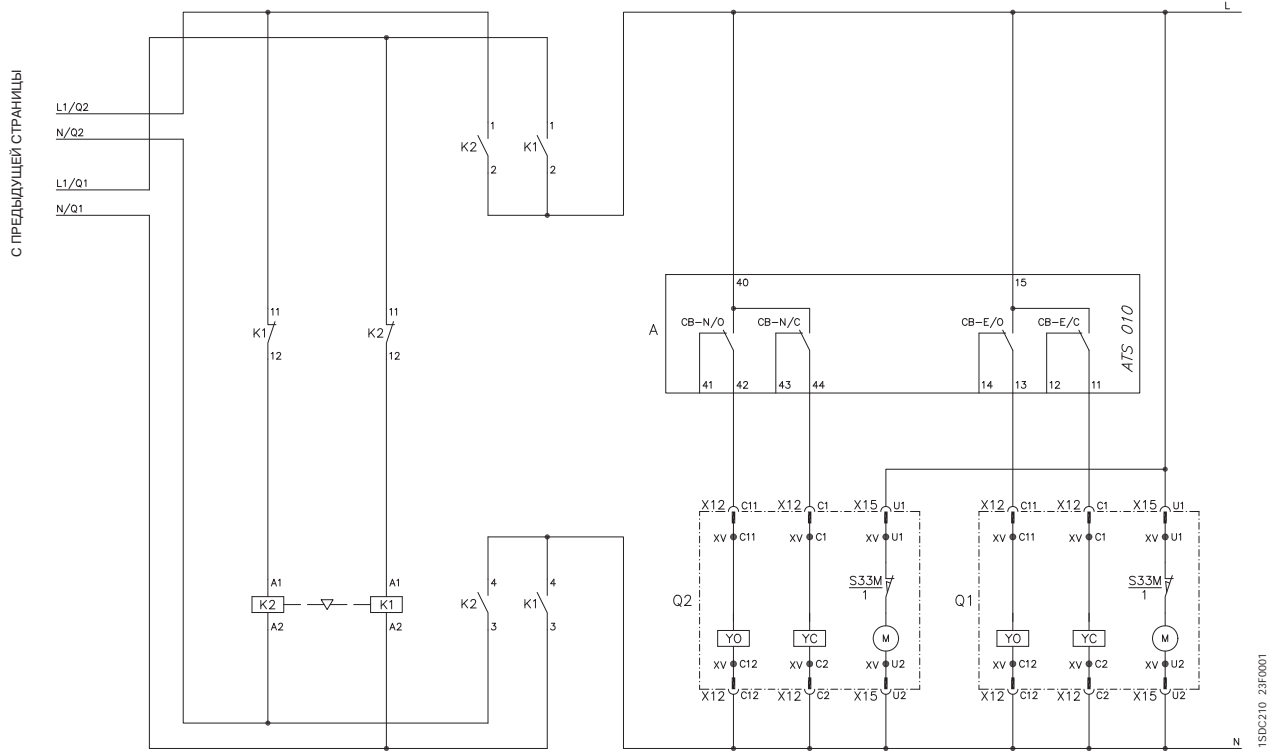 L
С ПРЕДЫДУЩЕЙ СТРАНИЦЫ
L1/Q2
N/Q2
L1/Q1
N/Q1
1 1
K2 K1
2 2
40 15
11 11
K1 K2
12 12
A CB-N/O CB-N/C CB-E/O CB-E/C ATS 010
41 42 43 44 14 13 12 11
X12 C11 X12 C1 X15 U1 X12 C11 X12 C1 X15 U1
XV C11 XV C1 XV U1 XV C11 XV C1 XV U1
A1 A1 4 4 S33M S33M
1 1
K2 K1 K2 K1 Q2 Q1
A2 A2 3 3
YO YC M YO YC M
XV C12 XV C2 XV U2 XV C12 XV C2 XV U2
X12 C12 X12 C2 X15 U2 X12 C12 X12 C2 X15 U2
N
1SDC210 23F0001